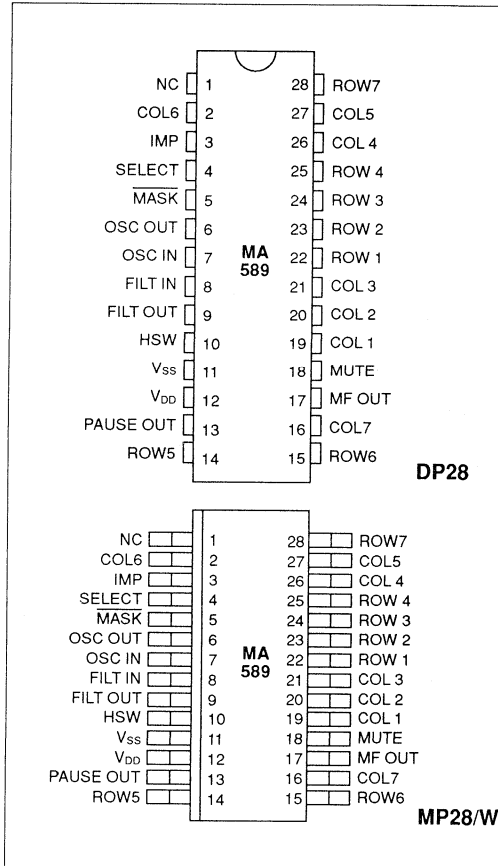 NC 1 28 ROW7
COL6 2 27 COL5
IMP 3 26 COL 4
SELECT 4 25 ROW 4
MASK 5 24 ROW 3
OSC OUT 6 23 ROW 2
OSC IN 7 MA 589 22 ROW 1
FILT IN 8 21 COL 3
FILT OUT 9 20 COL 2
HSW 10 19 COL 1
VSS 11 18 MUTE
VDD 12 17 MF OUT
PAUSE OUT 13 16 COL7
ROW5 14 15 ROW6
DP28
NC 1 28 ROW7
COL6 2 27 COL5
IMP 3 26 COL 4
SELECT 4 25 ROW 4
MASK 5 24 ROW 3
OSC OUT 6 23 ROW 2
OSC IN 7 MA 589 22 ROW 1
FILT IN 8 21 COL 3
FILT OUT 9 20 COL 2
HSW 10 19 COL 1
VSS 11 18 MUTE
VDD 12 17 MF OUT
PAUSE OUT 13 16 COL7
ROW5 14 15 ROW6
MP28/W